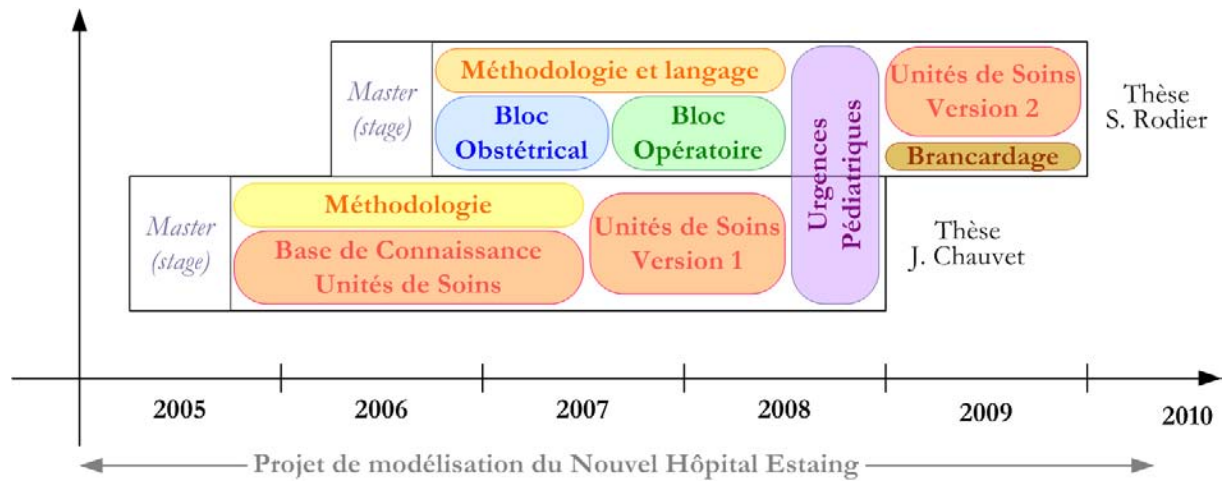 Master
(stage)
Méthodologie et langage
Bloc
Obstétrical
Bloc
Opératoire
Urgences
Pédiatriques
Unités de Soins
Version 2
Brancardage
Thèse
S. Rodier
Master
(stage)
Méthodologie
Base de Connaissance
Unités de Soins
Unités de Soins
Version 1
Thèse
J. Chauvet
2005 2006 2007 2008 2009 2010
Projet de modélisation du Nouvel Hôpital Estaing